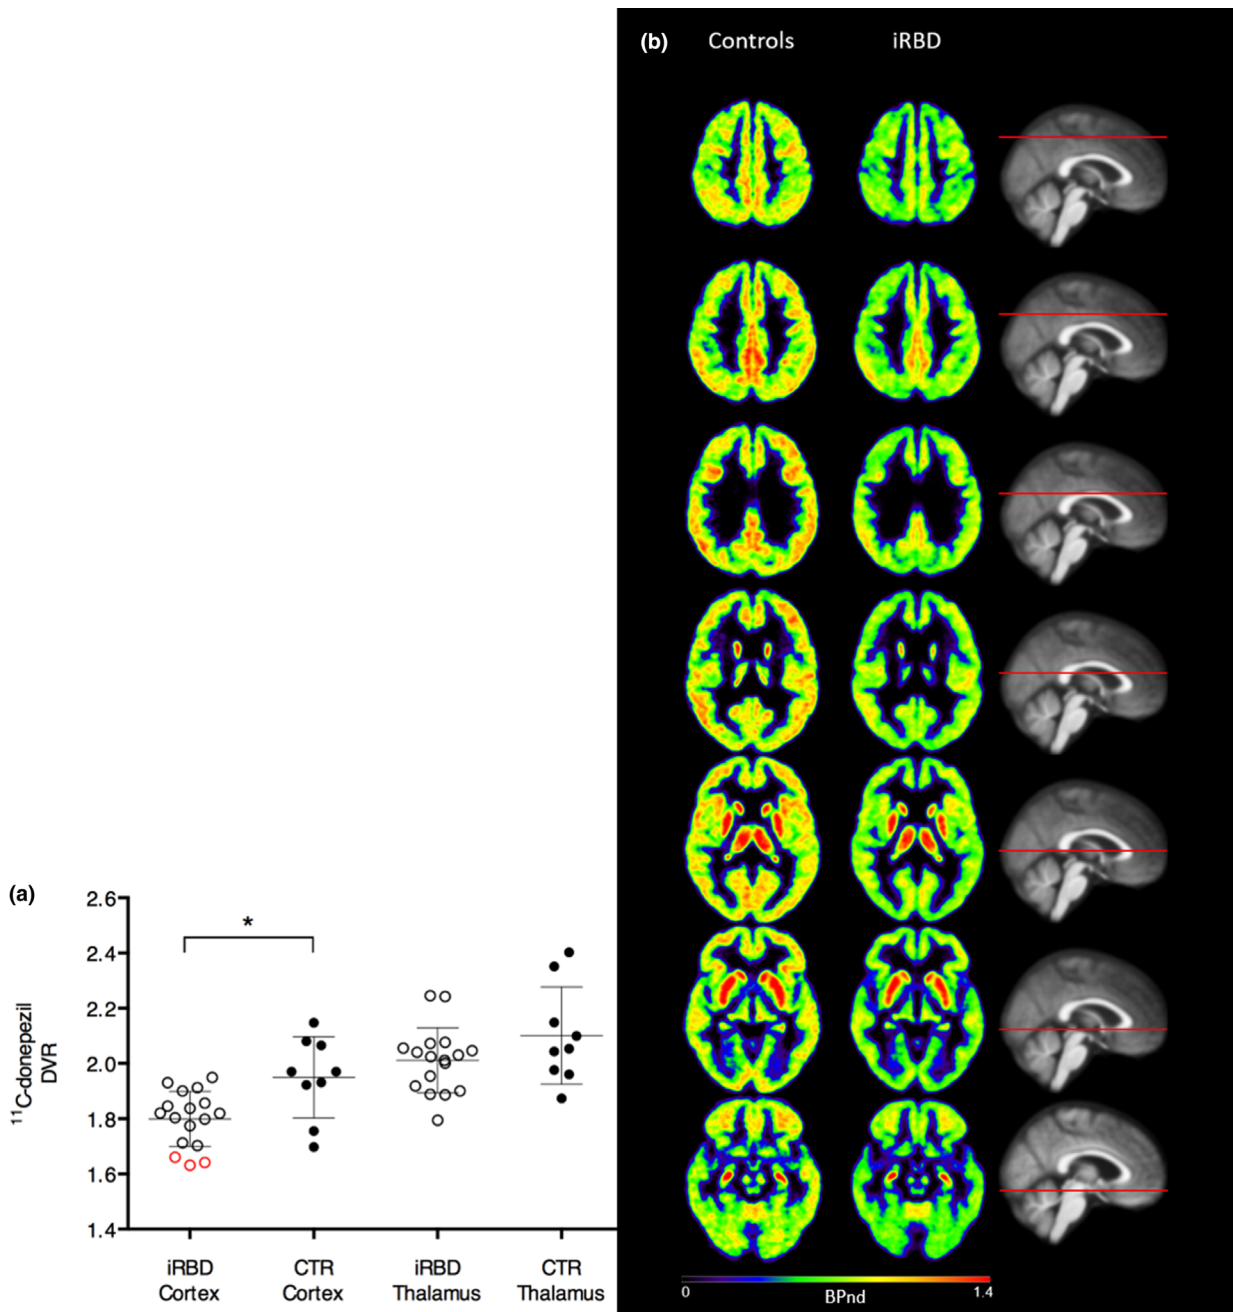 (b)
Controls iRBD
(a)
2.6
2.4
2.2
2.0
1.8
1.6
1.4
11C-donepezil
DVR
*
iRBD
Cortex
CTR
Cortex
iRBD
Thalamus
CTR
Thalamus
0 BPnd 1.4